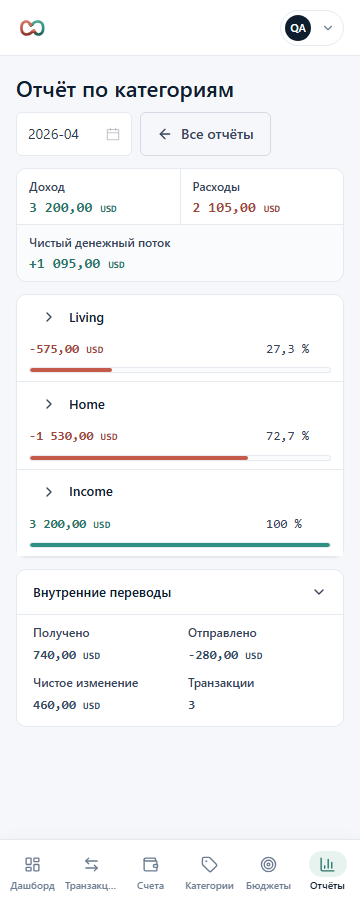 QA
Отчёт по категориям
2026-04
Все отчёты
Доход
3 200,00 USD
Расходы
2 105,00 USD
Чистый денежный поток
+1 095,00 USD
Living
-575,00 USD 27,3 %
Home
-1 530,00 USD 72,7 %
Income
3 200,00 USD 100 %
Внутренние переводы
Получено Отправлено
740,00 USD -280,00 USD
Чистое изменение Транзакции
460,00 USD 3
Дашборд Транзакц... Счета Категории Бюджеты Отчёты